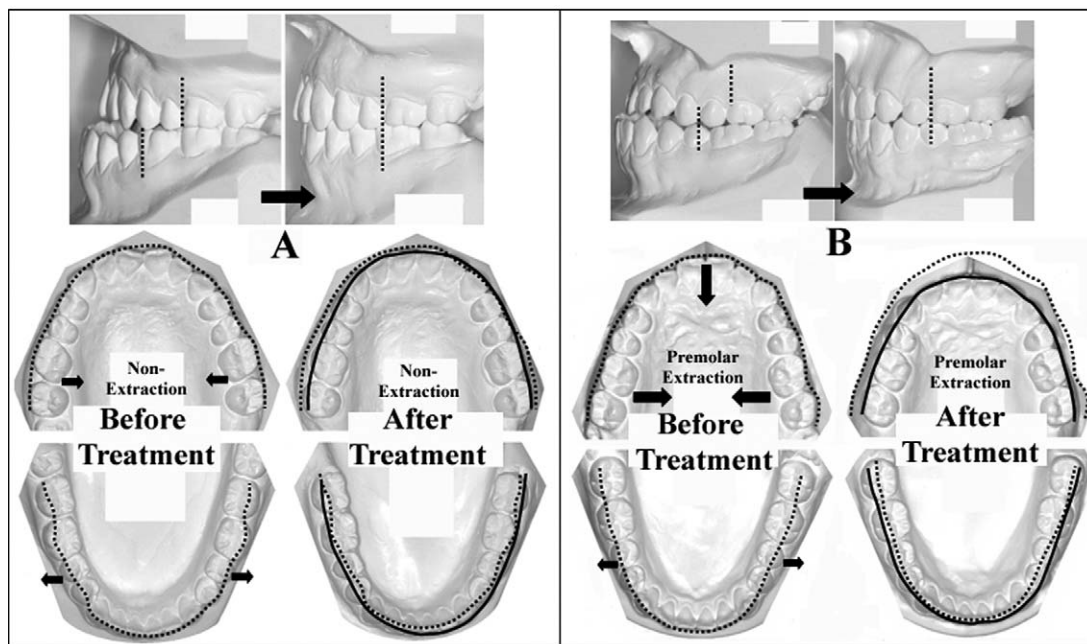 A
Non-
Extraction
Before
Treatment
Non-
Extraction
After
Treatment
B
Premolar
Extraction
Before
Treatment
Premolar
Extraction
After
Treatment